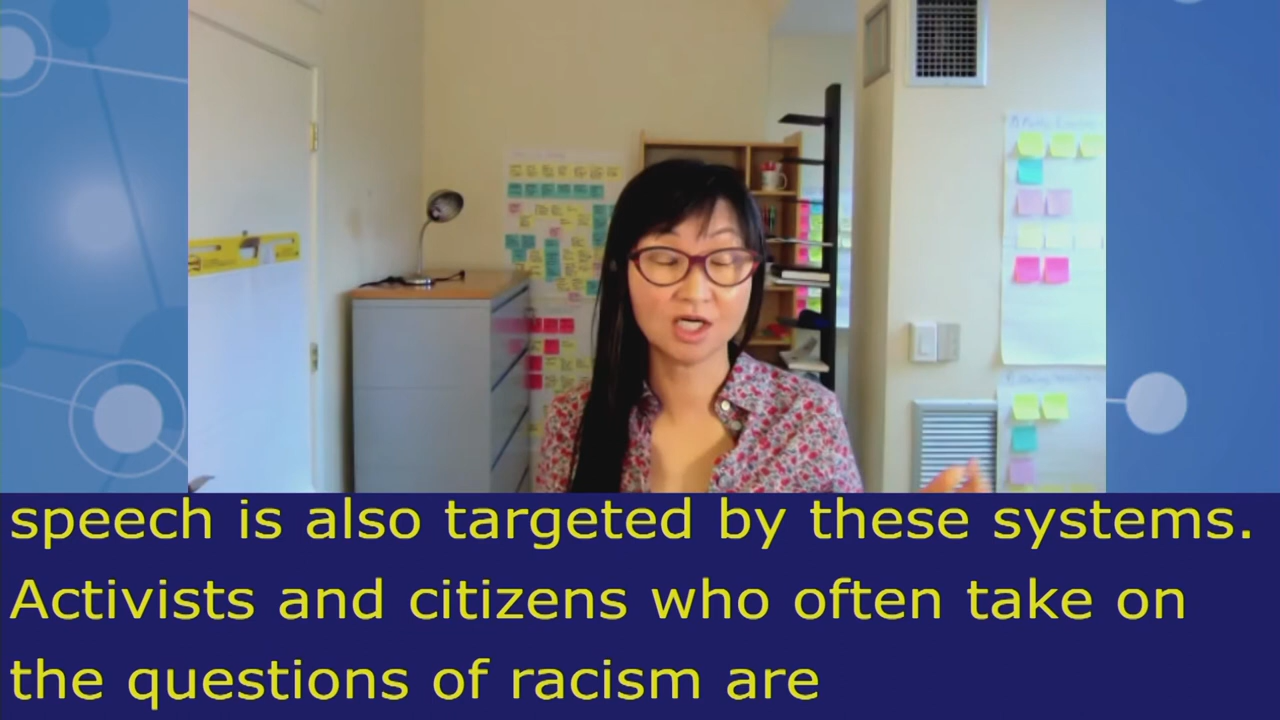 speech is also targeted by these systems.
Activists and citizens who often take on
the questions of racism are